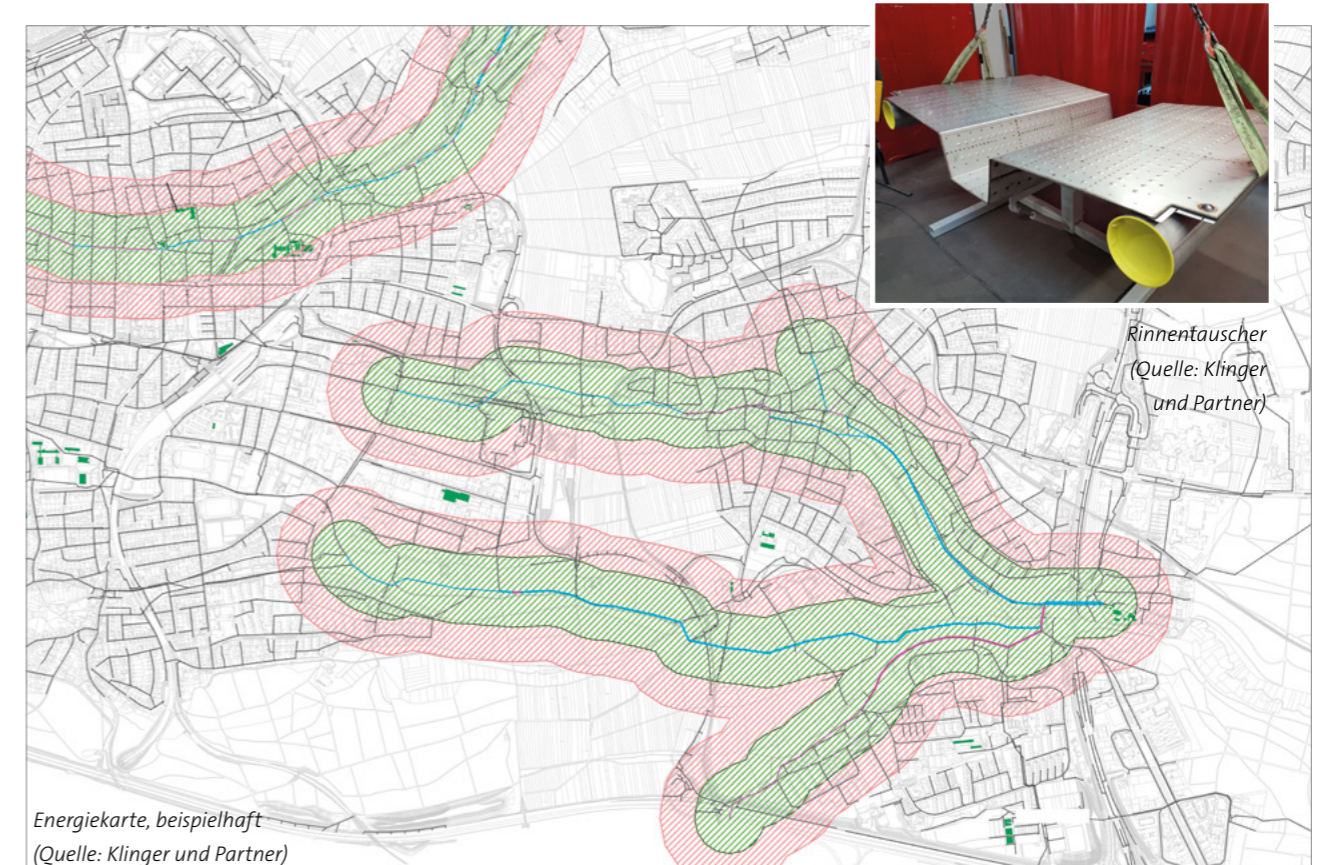 Rinnentauscher
(Quelle: Klinger
und Partner)
Energiekarte, beispielhaft
(Quelle: Klinger und Partner)